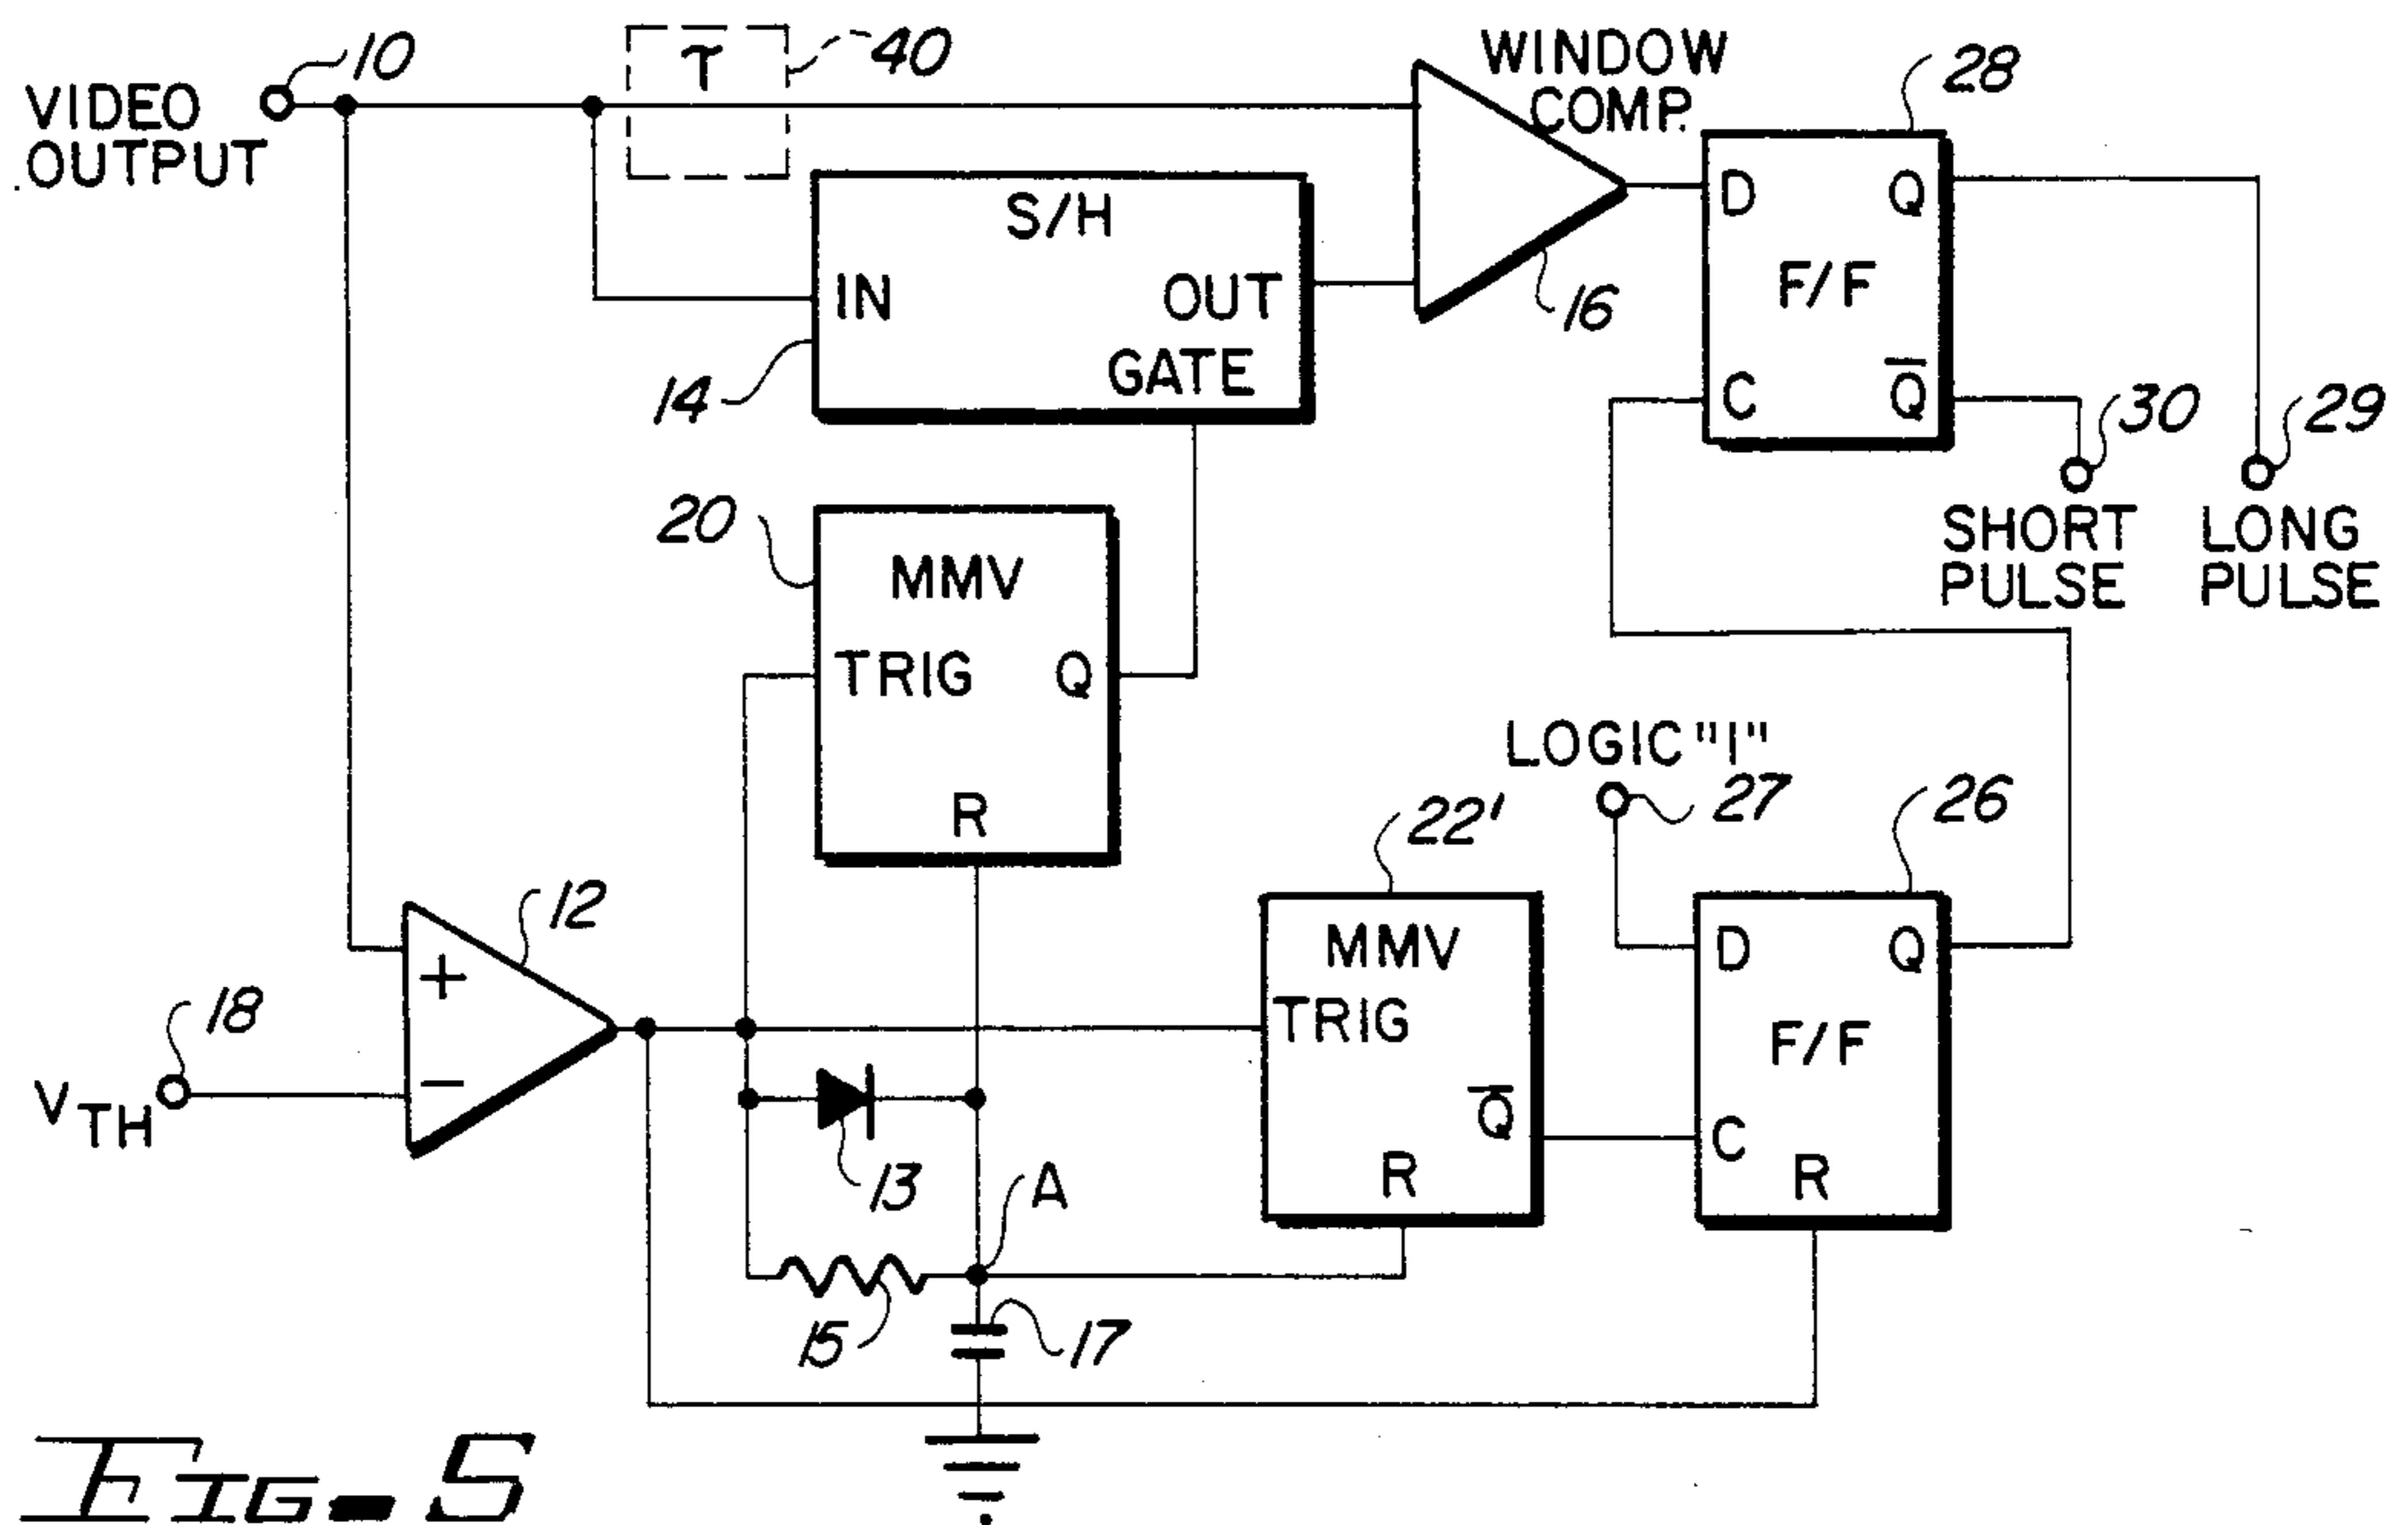 10
τ
40
WINDOW
COMP.
28
VIDEO
OUTPUT
S/H
IN
OUT
GATE
14
16
D
Q
F/F
C
Q̅
30
29
SHORT
PULSE
LONG
PULSE
20
MMV
TRIG
Q
R
LOGIC "1"
27
26
22'
12
+
−
18
V_TH
MMV
TRIG
Q̅
R
D
Q
F/F
C
R
13
A
15
17
FIG-5